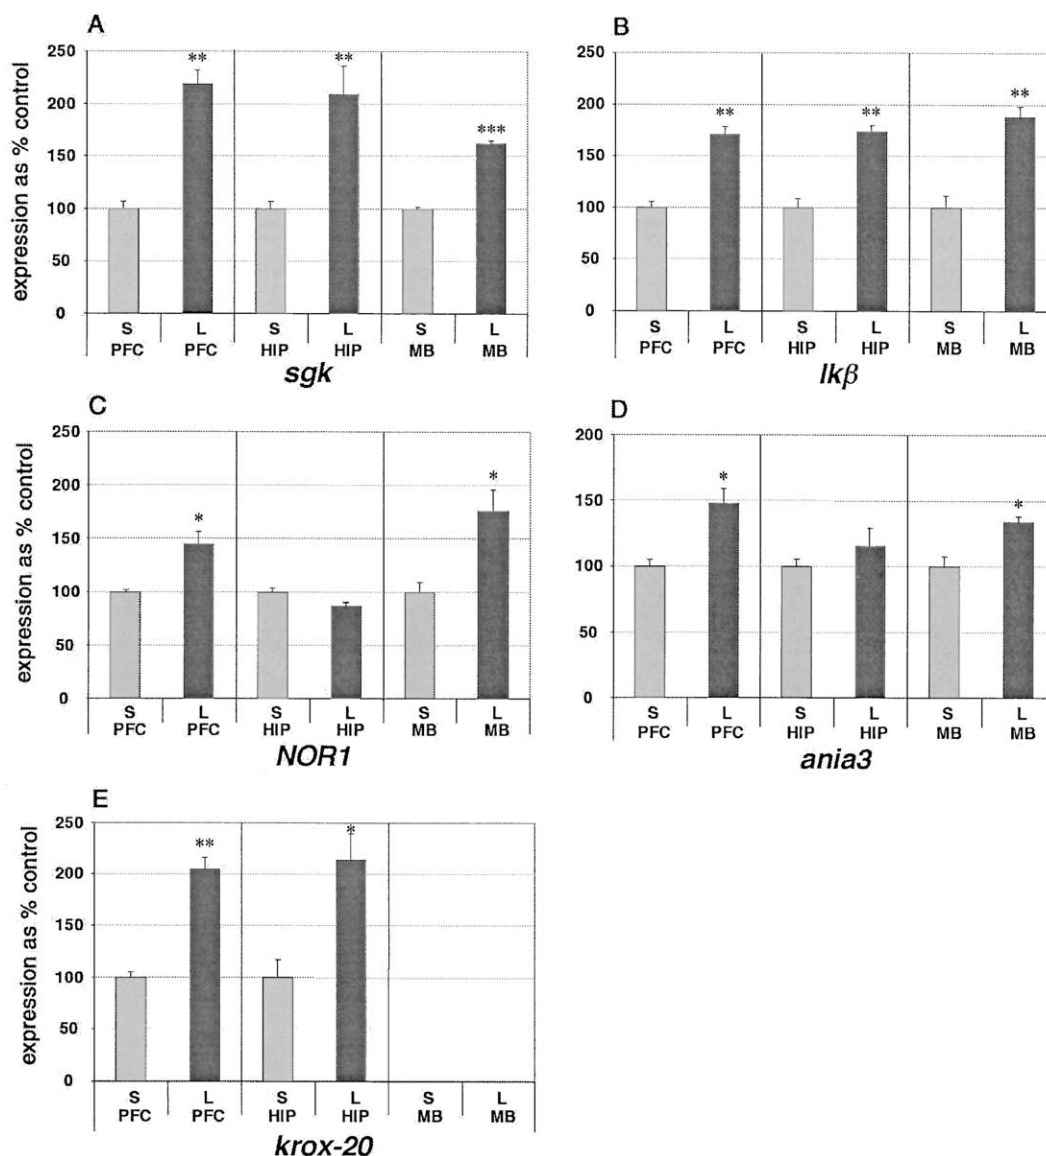 A
expression as % control
250
200
150
100
50
0
** ** ***
S L S L S L
PFC PFC HIP HIP MB MB
sgk
B
250
200
150
100
50
0
** ** **
S L S L S L
PFC PFC HIP HIP MB MB
Ikβ
C
expression as % control
250
200
150
100
50
0
* *
S L S L S L
PFC PFC HIP HIP MB MB
NOR1
D
200
150
100
50
0
* *
S L S L S L
PFC PFC HIP HIP MB MB
ania3
E
expression as % control
250
200
150
100
50
0
** *
S L S L S L
PFC PFC HIP HIP MB MB
krox-20